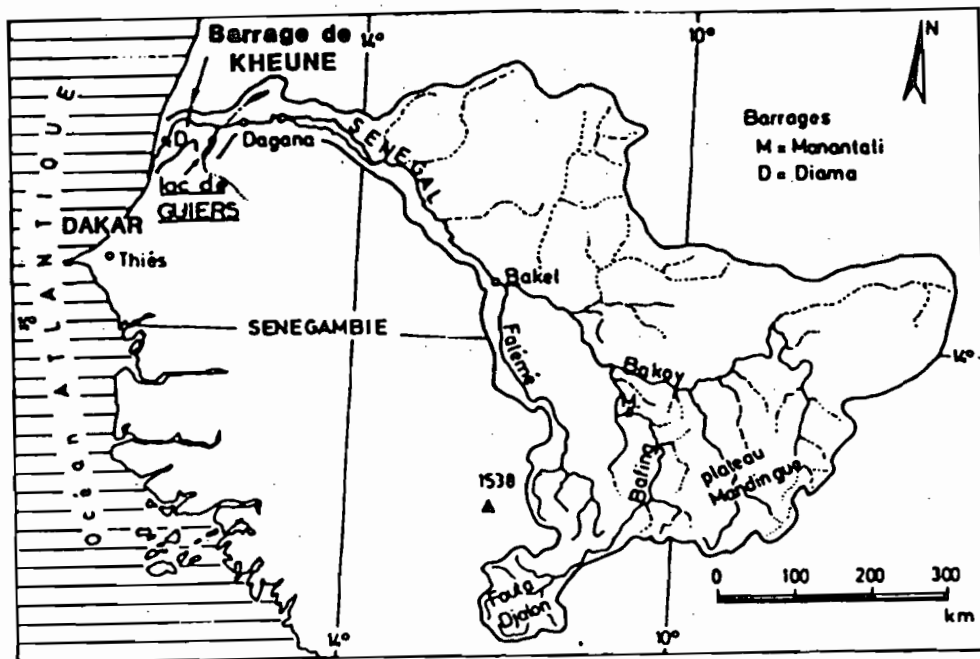 Barrage de
KHEUNE
14°
10°
N
Barrages
M = Manantali
D = Diama
SENEGAL
D
Dagana
lac de
GUIERS
DAKAR
Thiès
Océan ATLANTIQUE
Bakel
SENEGAMBIE
14°
Falémé
Bakoy
M
Bafing
plateau
Mandingue
1538
Fouta
Djalon
0 100 200 300
km
14°
10°